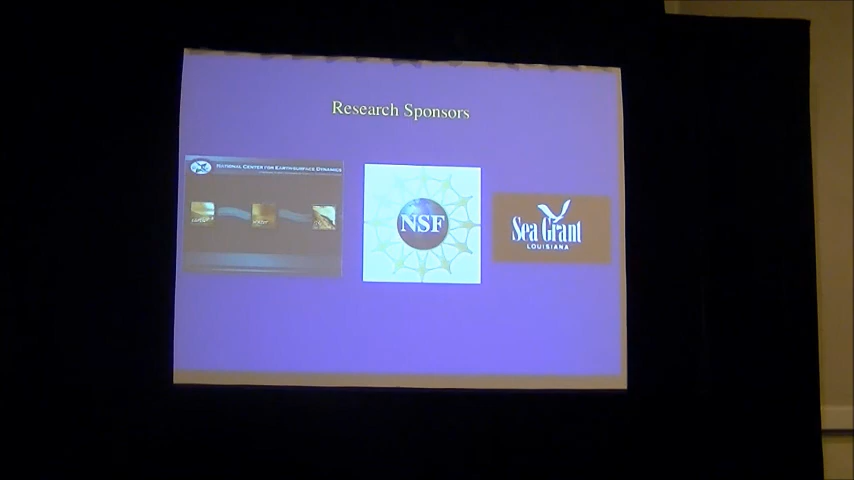 Research Sponsors
NATIONAL CENTER FOR EARTH-SURFACE DYNAMICS
NSF
Sea Grant
LOUISIANA